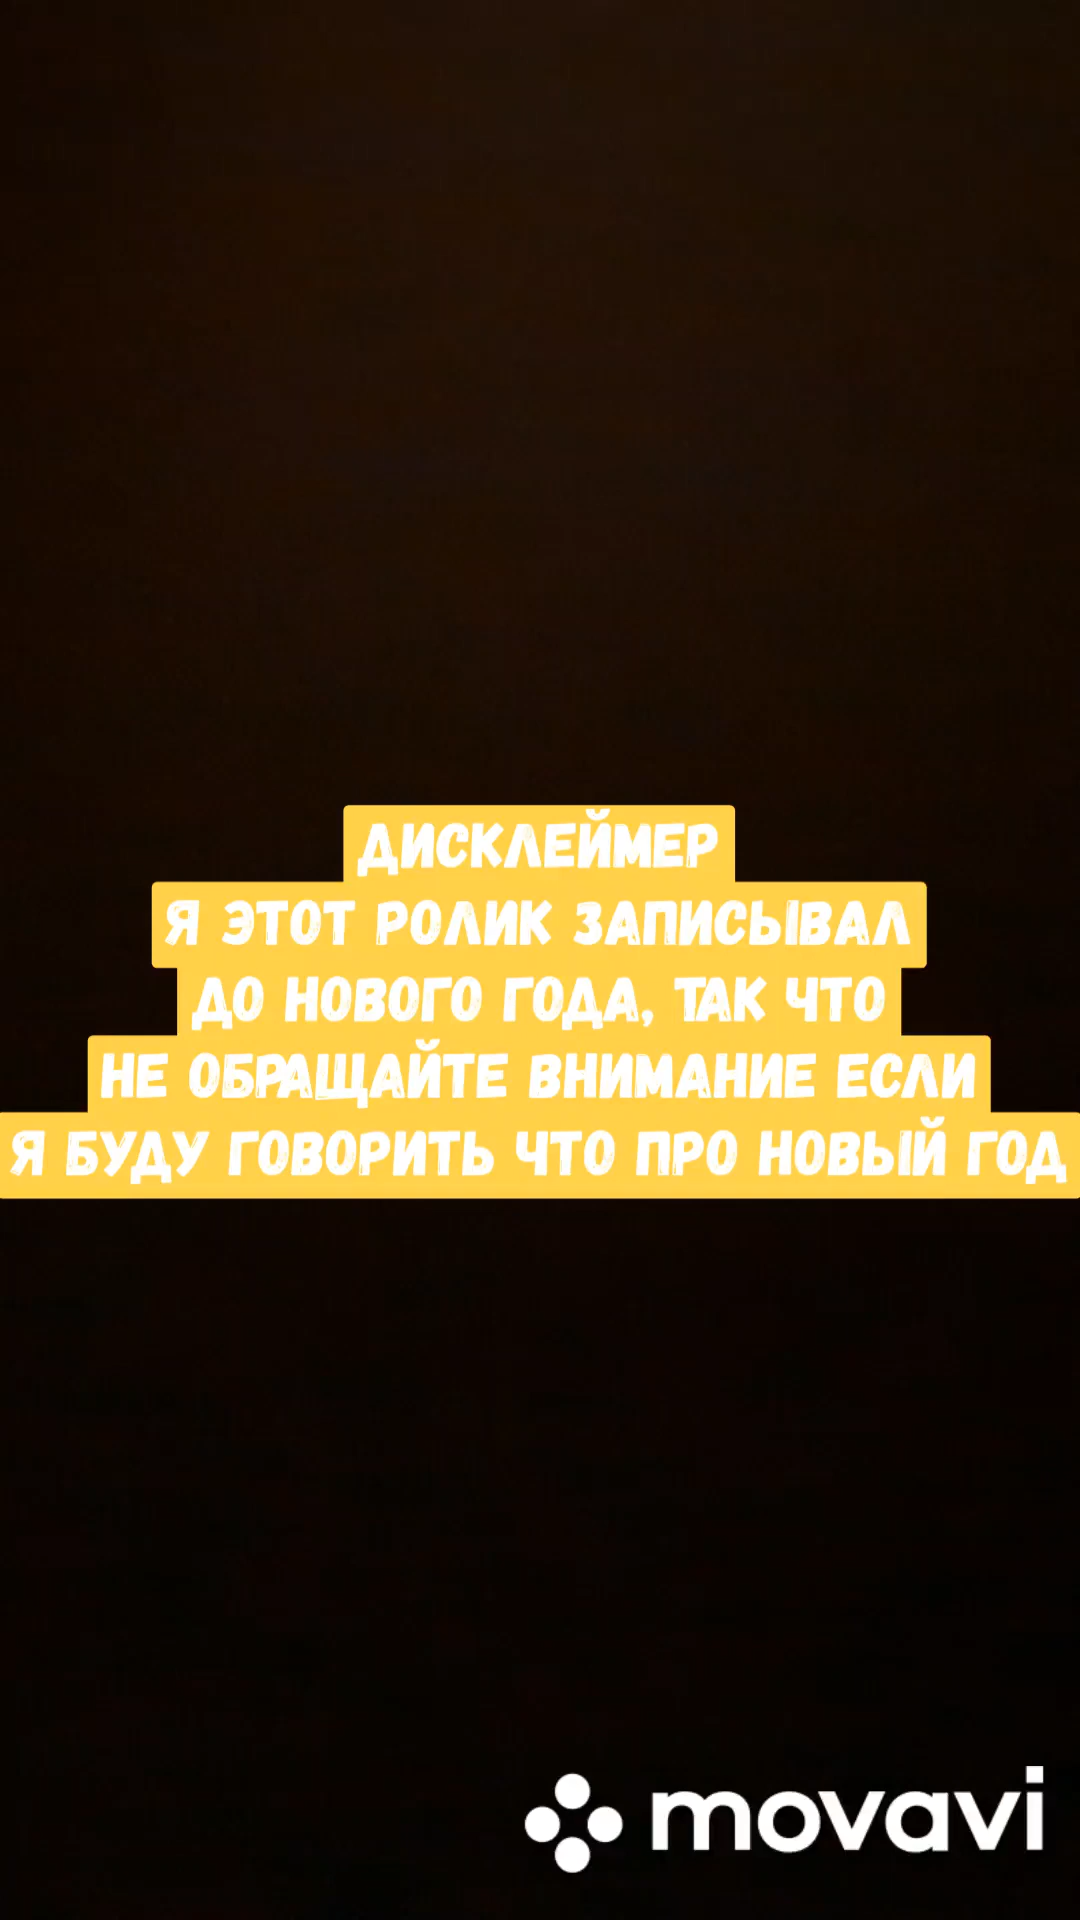 ДИСКЛЕЙМЕР
Я ЭТОТ РОЛИК ЗАПИСЫВАЛ
ДО НОВОГО ГОДА, ТАК ЧТО
НЕ ОБРАЩАЙТЕ ВНИМАНИЕ ЕСЛИ
Я БУДУ ГОВОРИТЬ ЧТО ПРО НОВЫЙ ГОД
movavi